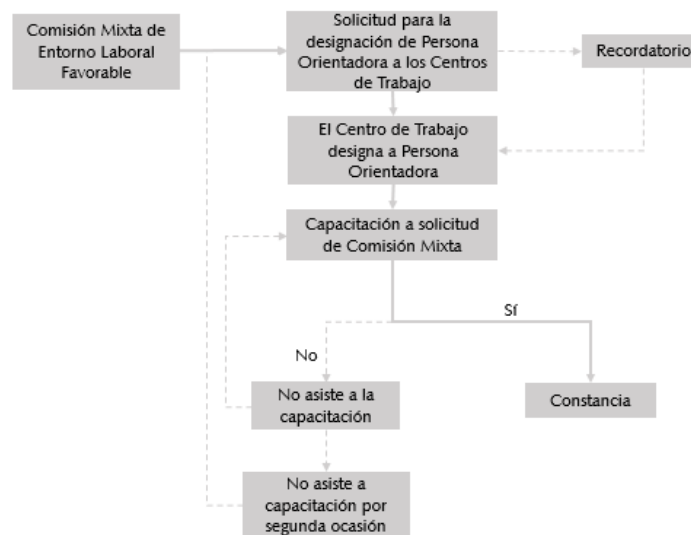 Comisión Mixta de
Entorno Laboral
Favorable
Solicitud para la
designación de Persona
Orientadora a los Centros
de Trabajo
Recordatorio
El Centro de Trabajo
designa a Persona
Orientadora
Capacitación a solicitud
de Comisión Mixta
Sí
No
No asiste a la
capacitación
Constancia
No asiste a
capacitación por
segunda ocasión